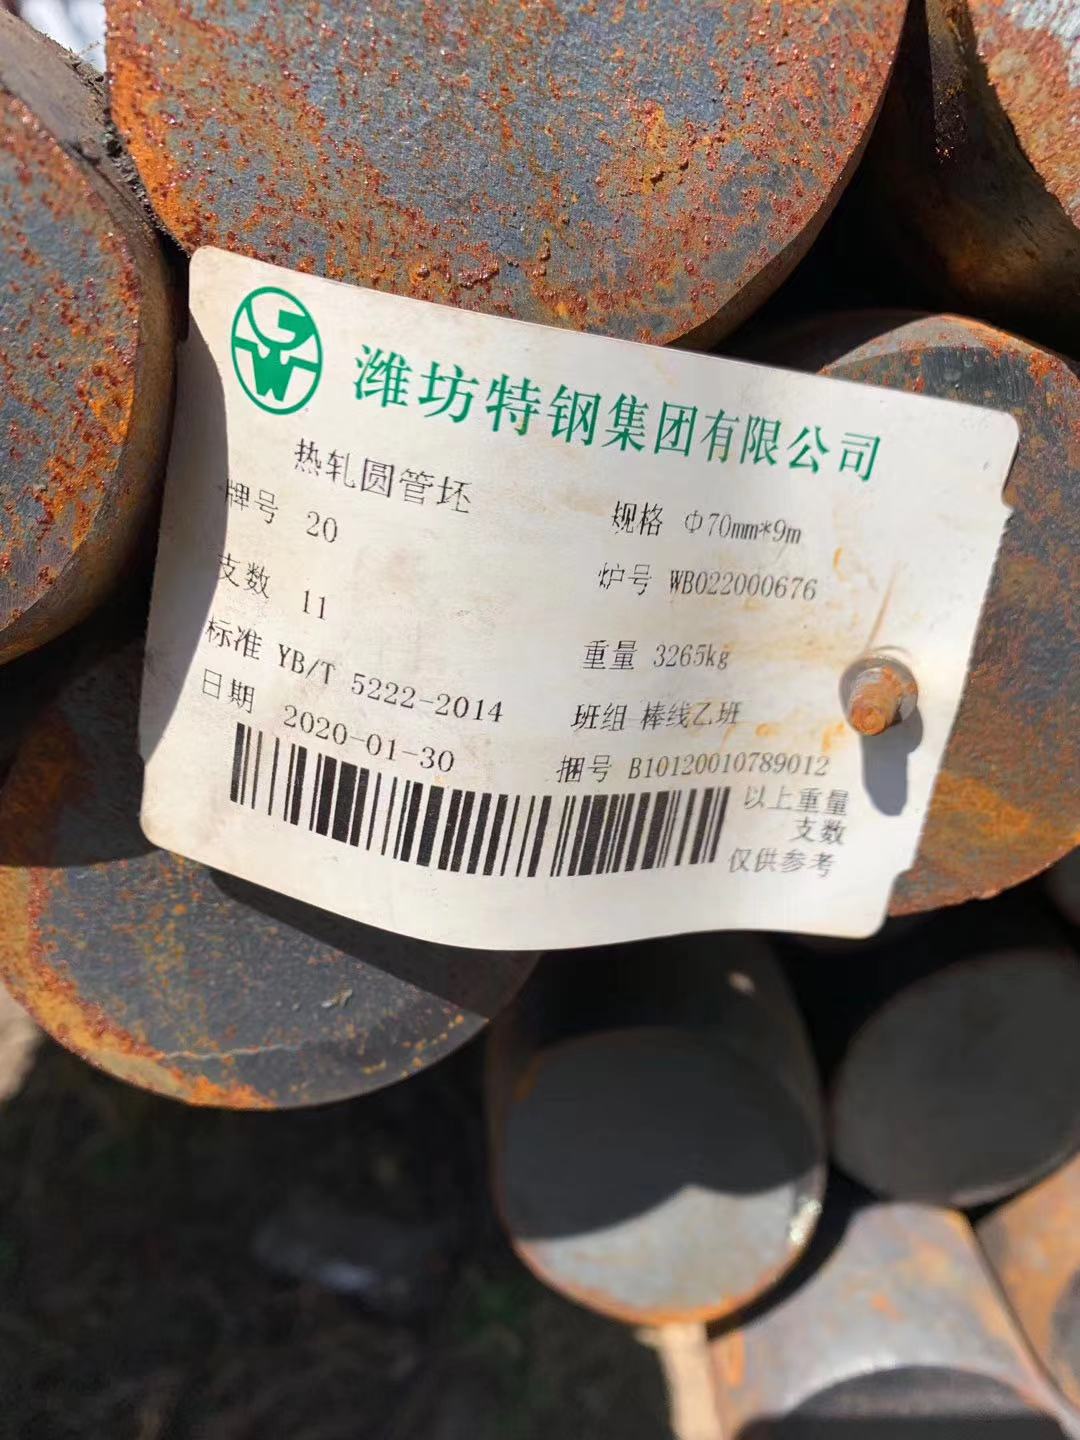 潍坊特钢集团有限公司
热轧圆管坯
牌号 20
规格 Φ70mm*9m
支数 11
炉号 WB022000676
标准 YB/T 5222-2014
重量 3265kg
日期 2020-01-30
班组 棒线乙班
捆号 B10120010789012
以上重量
支数
仅供参考